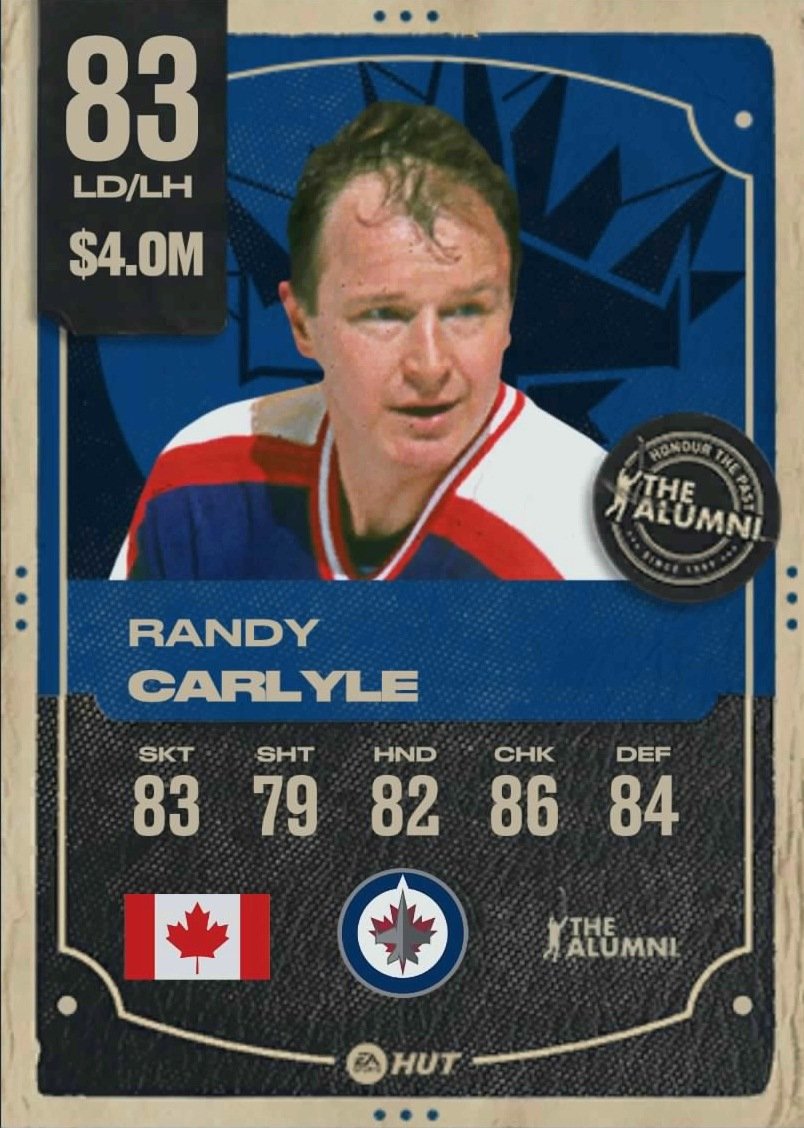 83
LD/LH
$4.0M
HONOUR THE PAST
THE
ALUMNI
RANDY
CARLYLE
SKT SHT HND CHK DEF
83 79 82 86 84
THE
ALUMNI
EA
HUT